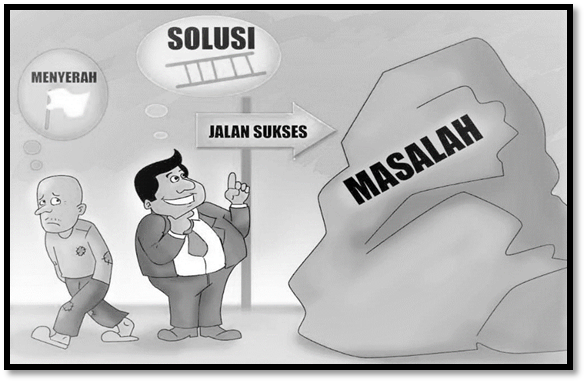 MENYERAH
SOLUSI
JALAN SUKSES
MASALAH